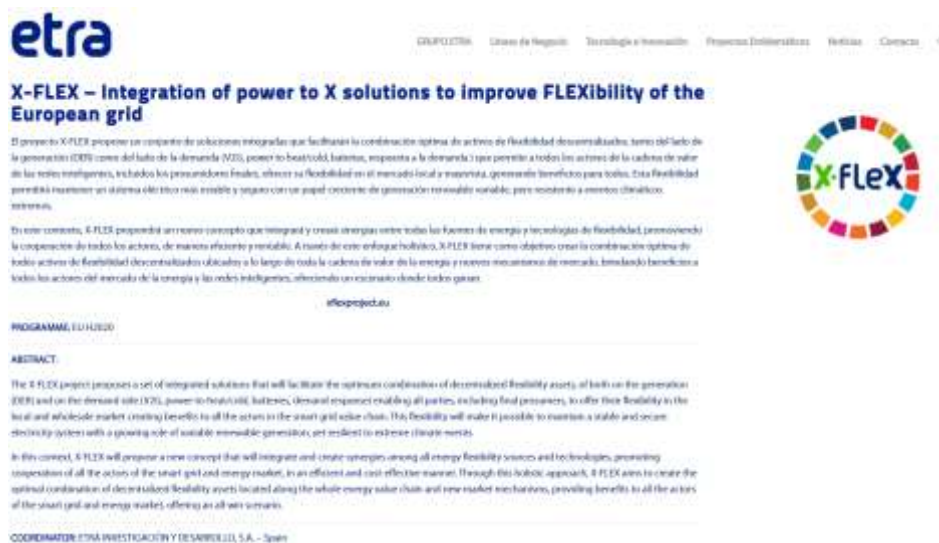 etra
GRUPO ETRA Líneas de Negocio Tecnología e Innovación Proyectos Emblemáticos Noticias Contacto
X-FLEX – Integration of power to X solutions to improve FLEXibility of the
European grid
X-FLEX
El proyecto X-FLEX propone un conjunto de soluciones integradas que facilitarán la combinación óptima de activos de flexibilidad descentralizados, tanto del lado de
la generación (DER) como del lado de la demanda (V2G, power to heat/cold, baterías, respuesta a la demanda.) que permite a todos los actores de la cadena de valor
de las redes inteligentes, incluidos los prosumidores finales, ofrecer su flexibilidad en el mercado local y mayorista, generando beneficios para todos. Esta flexibilidad
permitirá mantener un sistema eléctrico más estable y seguro con un papel creciente de generación renovable variable, pero resistente a eventos climáticos
extremos.
En este contexto, X-FLEX propondrá un nuevo concepto que integrará y creará sinergias entre todas las fuentes de energía y tecnologías de flexibilidad, promoviendo
la cooperación de todos los actores, de manera eficiente y rentable. A través de este enfoque holístico, X-FLEX tiene como objetivo crear la combinación óptima de
todos activos de flexibilidad descentralizados ubicados a lo largo de toda la cadena de valor de la energía y nuevos mecanismos de mercado, brindando beneficios a
todos los actores del mercado de la energía y las redes inteligentes, ofreciendo un escenario donde todos ganan.
xflexproject.eu
PROGRAMME: EU H2020
ABSTRACT:
The X-FLEX project proposes a set of integrated solutions that will facilitate the optimum combination of decentralized flexibility assets, of both on the generation
(DER) and on the demand side (V2G, power-to-heat/cold, batteries, demand response) enabling all parties, including final prosumers, to offer their flexibility in the
local and wholesale market creating benefits to all the actors in the smart grid value chain. This flexibility will make it possible to maintain a stable and secure
electricity system with a growing role of variable renewable generation, yet resilient to extreme climate events.
In this context, X-FLEX will propose a new concept that will integrate and create synergies among all energy flexibility sources and technologies, promoting
cooperation of all the actors of the smart grid and energy market, in an efficient and cost-effective manner. Through this holistic approach, X-FLEX aims to create the
optimal combination of decentralized flexibility assets located along the whole energy value chain and new market mechanisms, providing benefits to all the actors
of the smart grid and energy market, offering an all-win scenario.
COORDINATOR: ETRA INVESTIGACIÓN Y DESARROLLO, S.A. – Spain